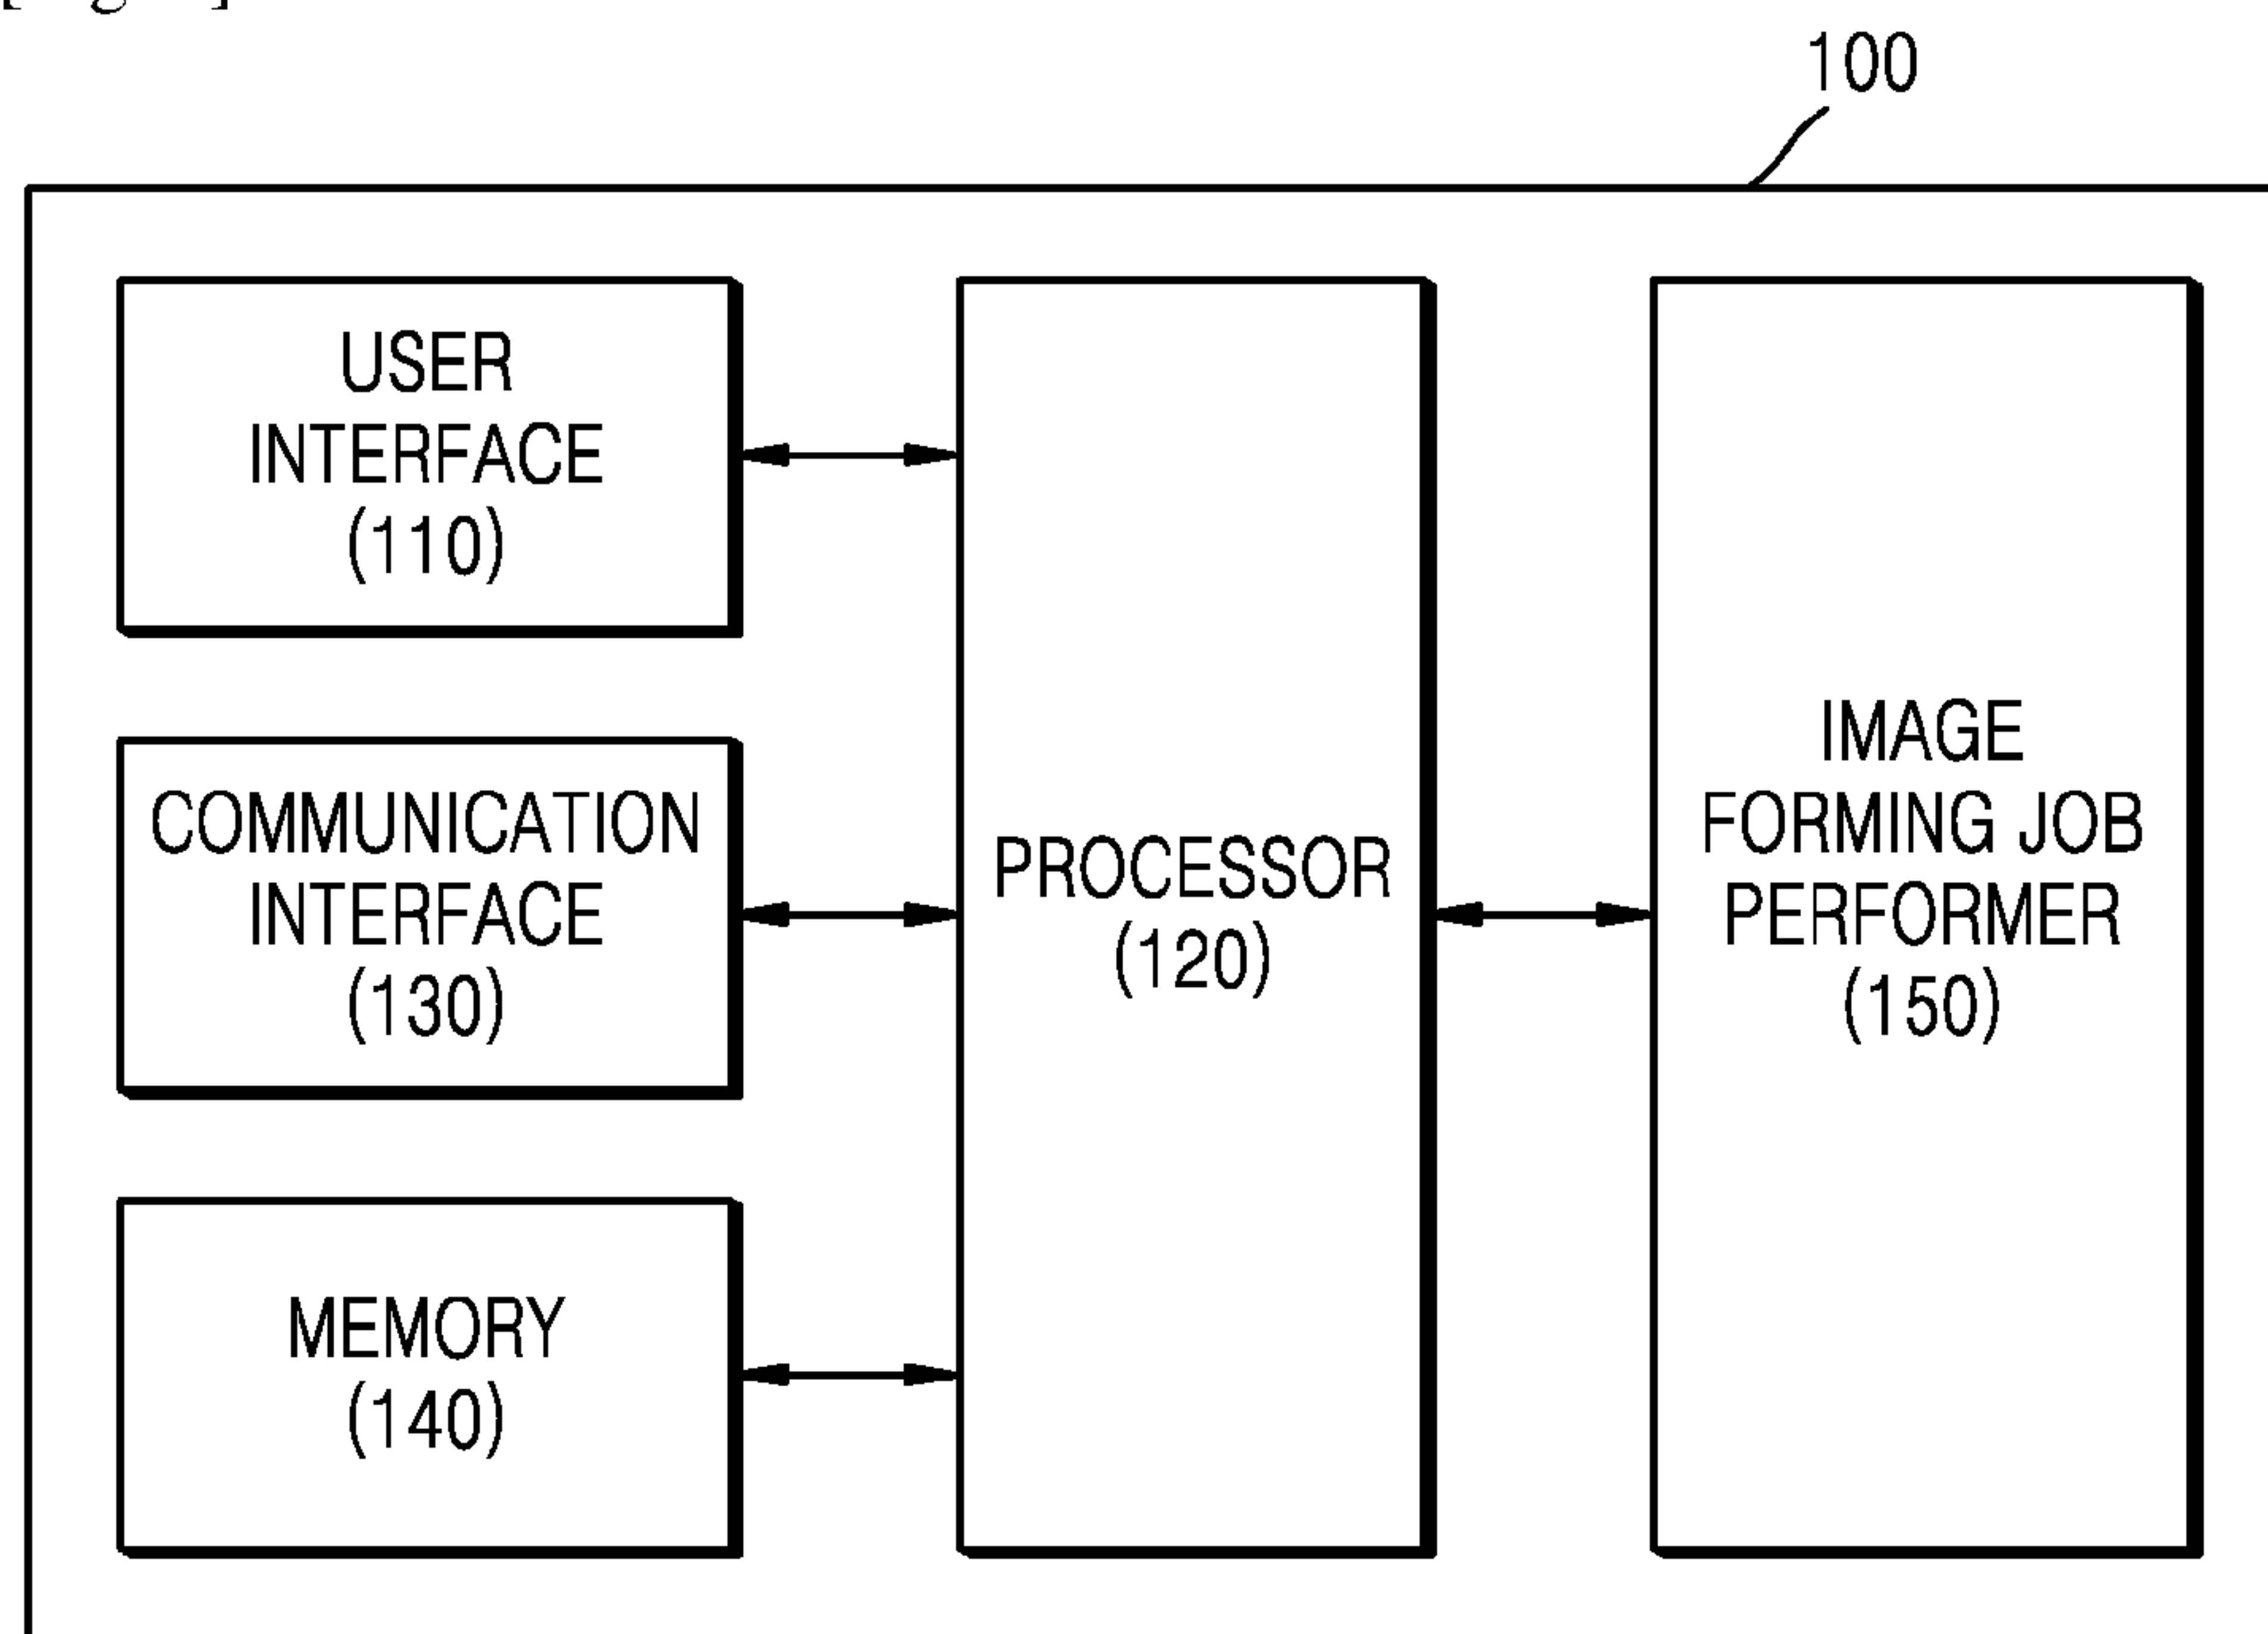 100
USER
INTERFACE
(110)
COMMUNICATION
INTERFACE
(130)
MEMORY
(140)
PROCESSOR
(120)
IMAGE
FORMING JOB
PERFORMER
(150)